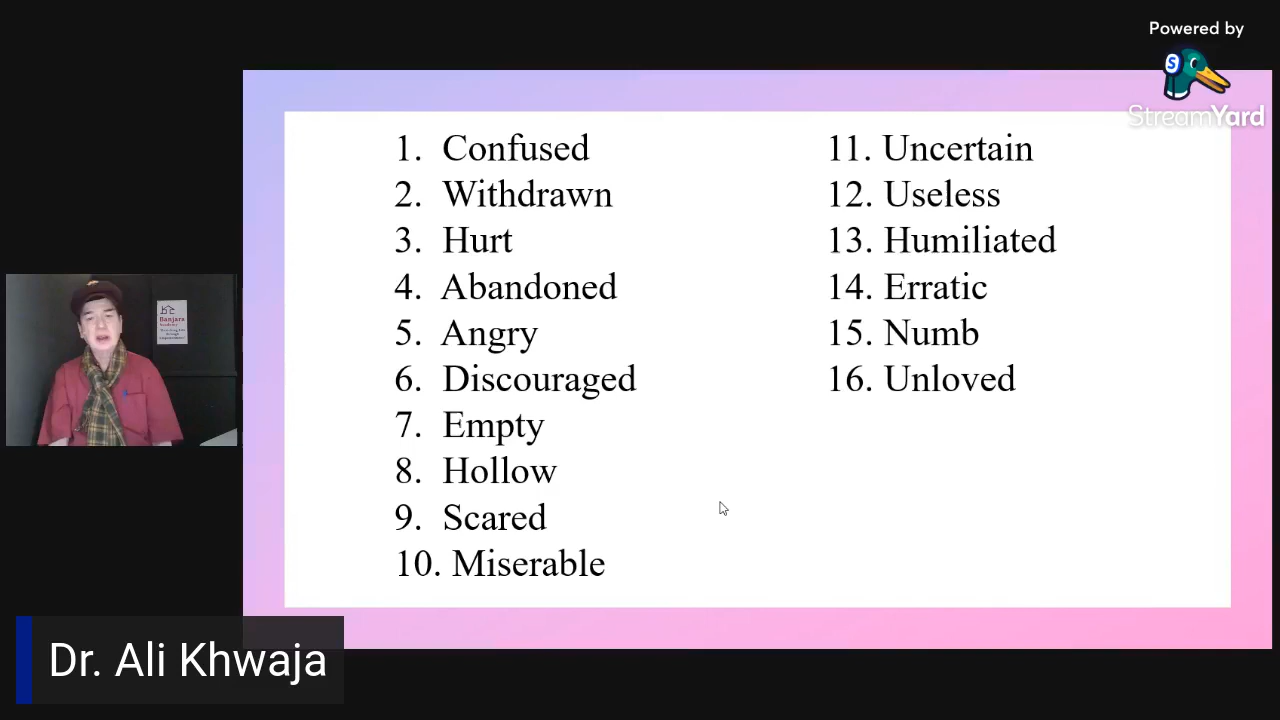 Powered by
StreamYard
1. Confused
2. Withdrawn
3. Hurt
4. Abandoned
5. Angry
6. Discouraged
7. Empty
8. Hollow
9. Scared
10. Miserable
11. Uncertain
12. Useless
13. Humiliated
14. Erratic
15. Numb
16. Unloved
Banjara
Academy
Dr. Ali Khwaja